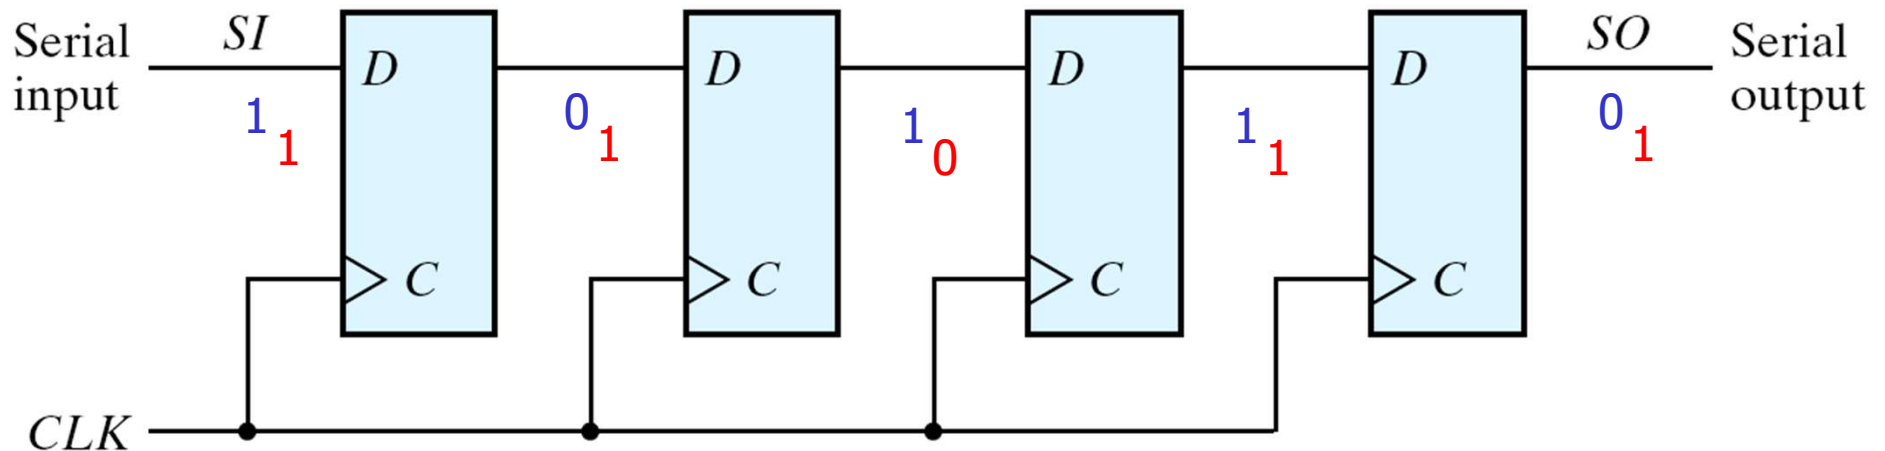 Serial input
SI
D
D
D
D
SO
Serial output
1 1
0 1
1 0
1 1
0 1
C
C
C
C
CLK